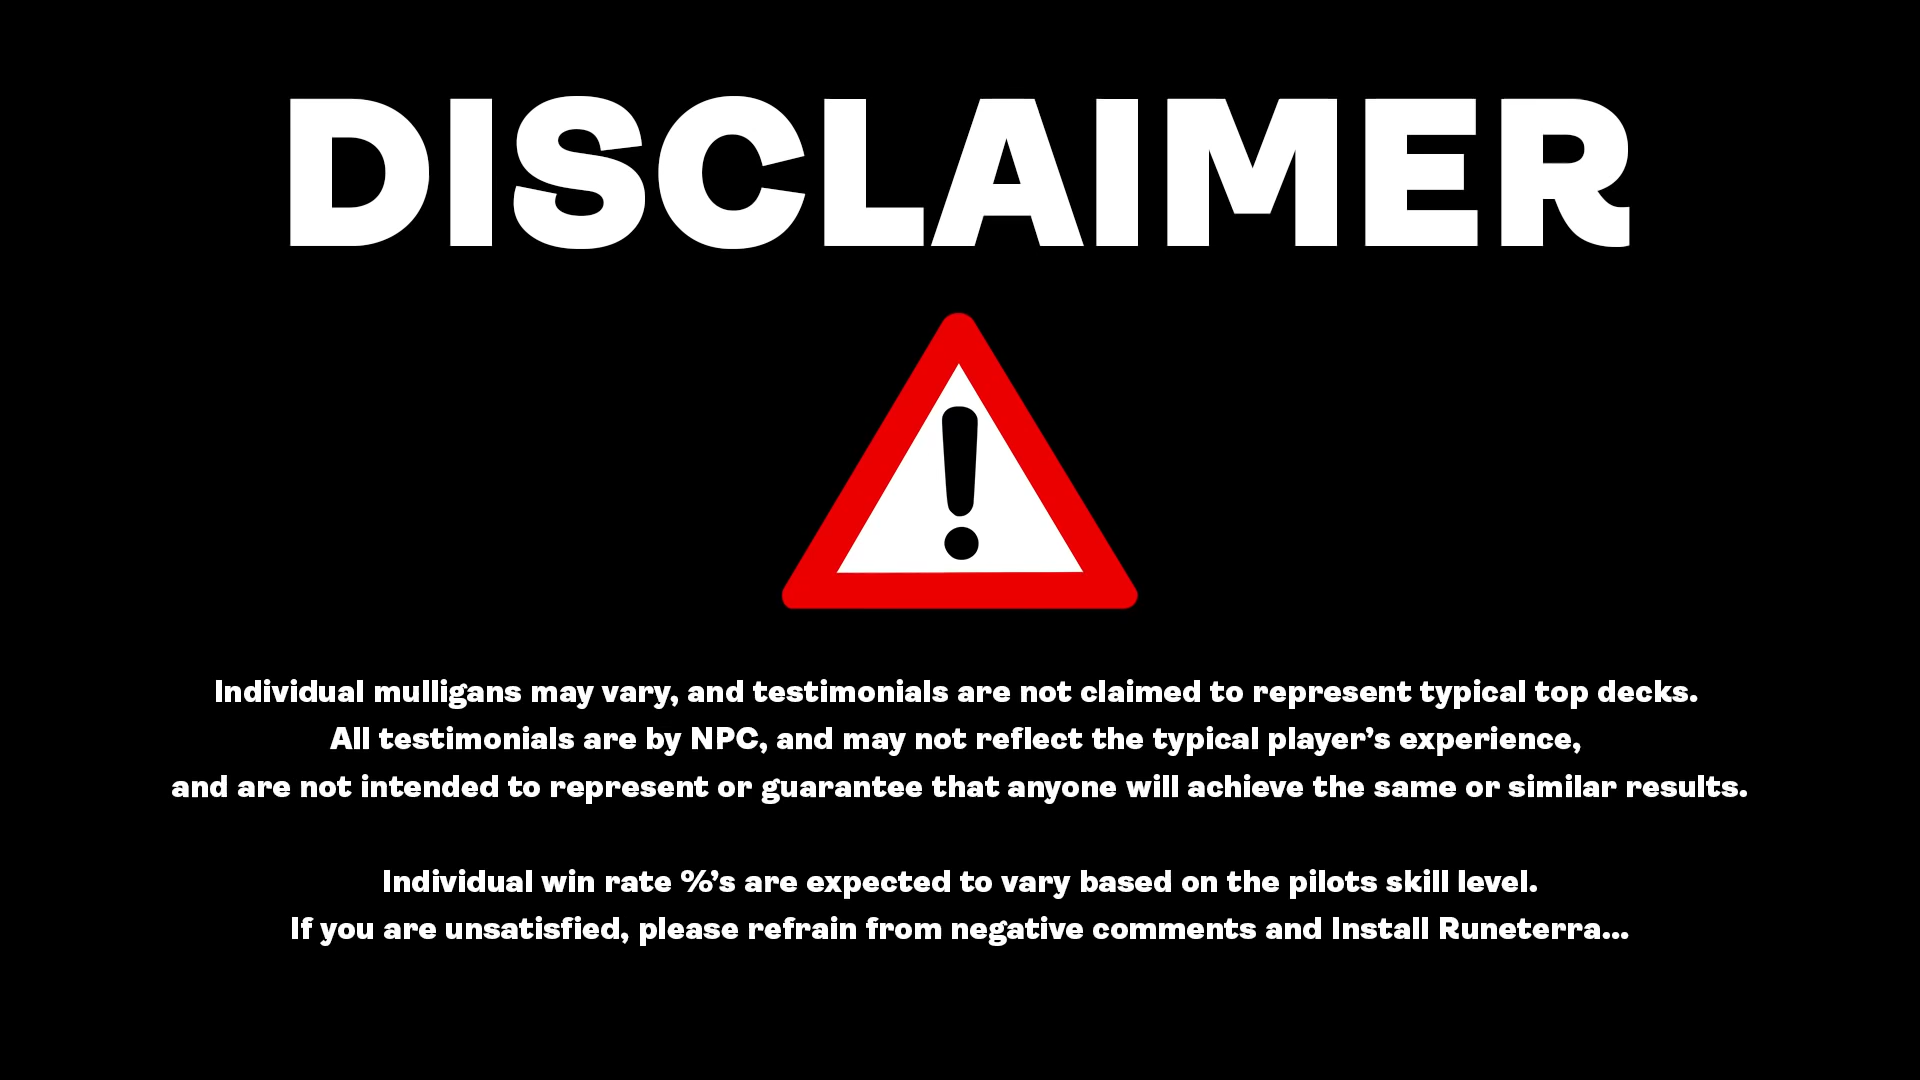 DISCLAIMER
Individual mulligans may vary, and testimonials are not claimed to represent typical top decks.
All testimonials are by NPC, and may not reflect the typical player’s experience,
and are not intended to represent or guarantee that anyone will achieve the same or similar results.
Individual win rate %’s are expected to vary based on the pilots skill level.
If you are unsatisfied, please refrain from negative comments and Install Runeterra...